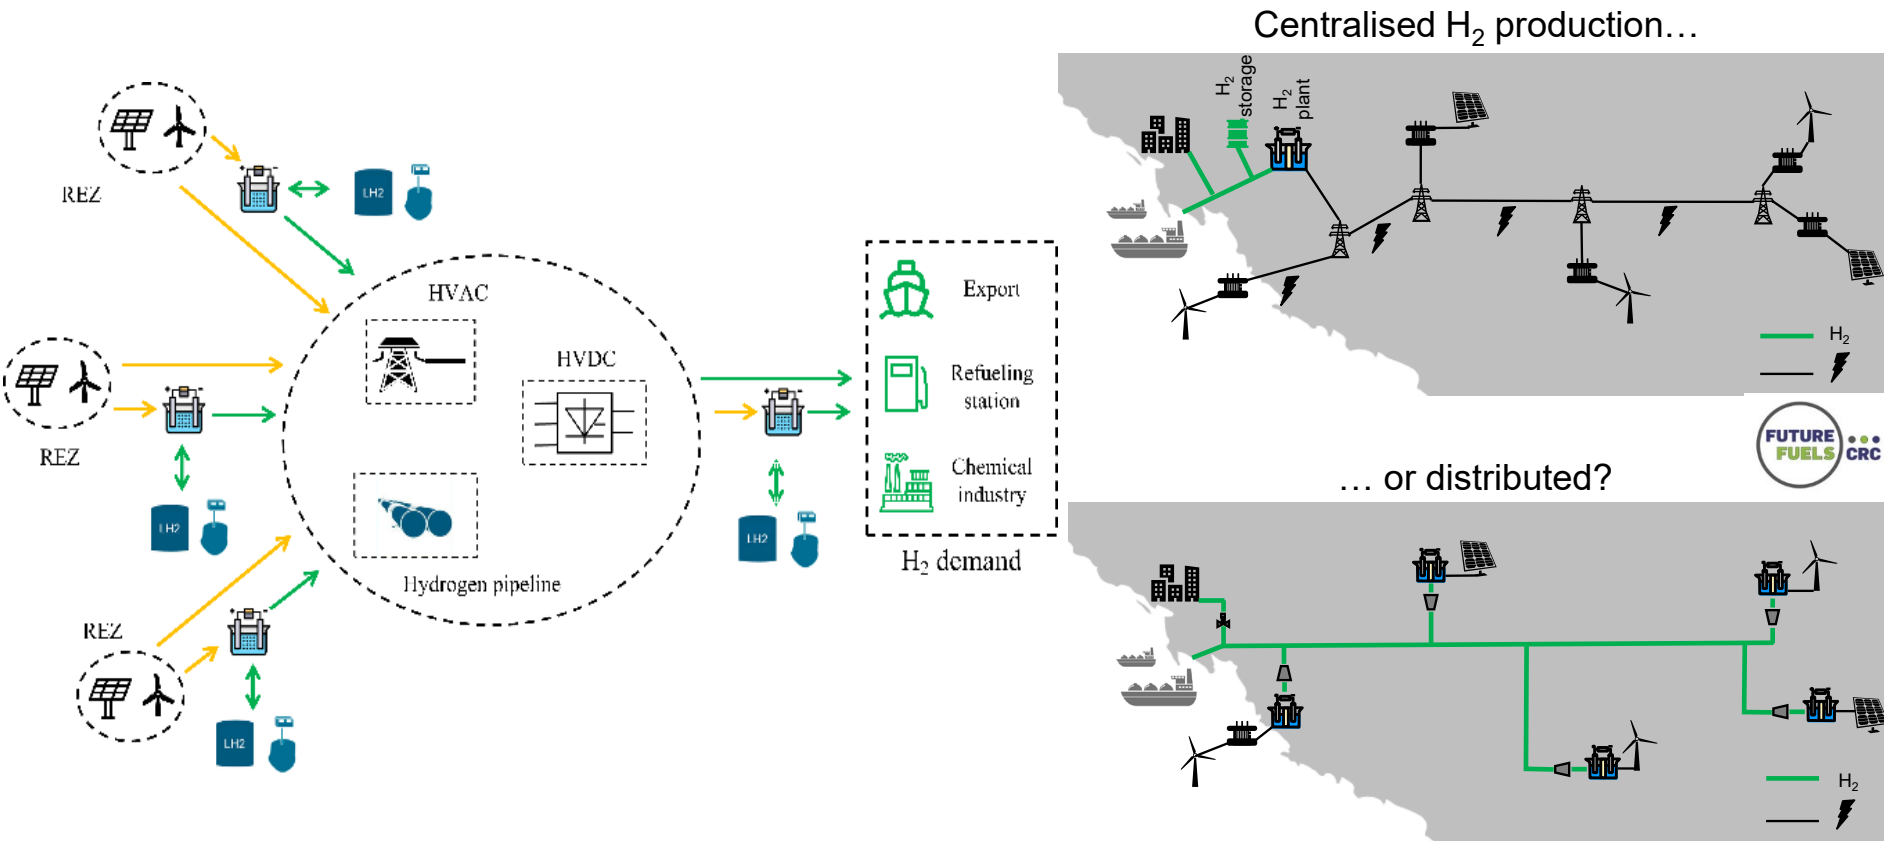 Centralised H₂ production…
H₂
storage
H₂
plant
H₂
REZ
LH2
HVAC
HVDC
Hydrogen pipeline
REZ
LH2
REZ
LH2
LH2
Export
Refueling
station
Chemical
industry
H₂ demand
FUTURE
FUELS
CRC
… or distributed?
H₂